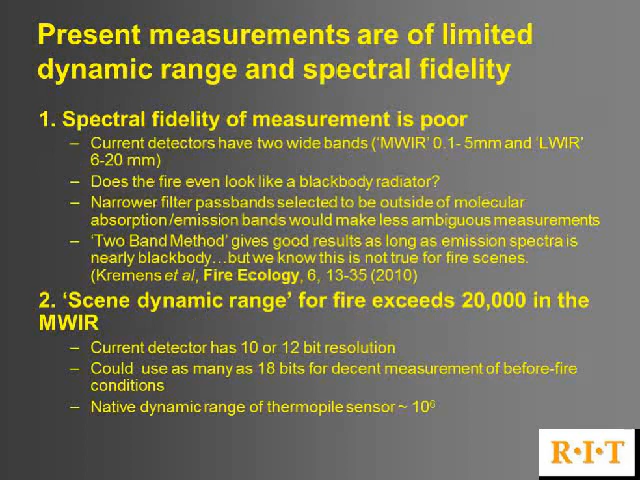 Present measurements are of limited
dynamic range and spectral fidelity
1. Spectral fidelity of measurement is poor
– Current detectors have two wide bands ('MWIR' 0.1- 5mm and 'LWIR'
6-20 mm)
– Does the fire even look like a blackbody radiator?
– Narrower filter passbands selected to be outside of molecular
absorption/emission bands would make less ambiguous measurements
– 'Two Band Method' gives good results as long as emission spectra is
nearly blackbody…but we know this is not true for fire scenes.
(Kremens et al, Fire Ecology, 6, 13-35 (2010)
2. 'Scene dynamic range' for fire exceeds 20,000 in the
MWIR
– Current detector has 10 or 12 bit resolution
– Could use as many as 18 bits for decent measurement of before-fire
conditions
– Native dynamic range of thermopile sensor ~ 10⁶
R·I·T